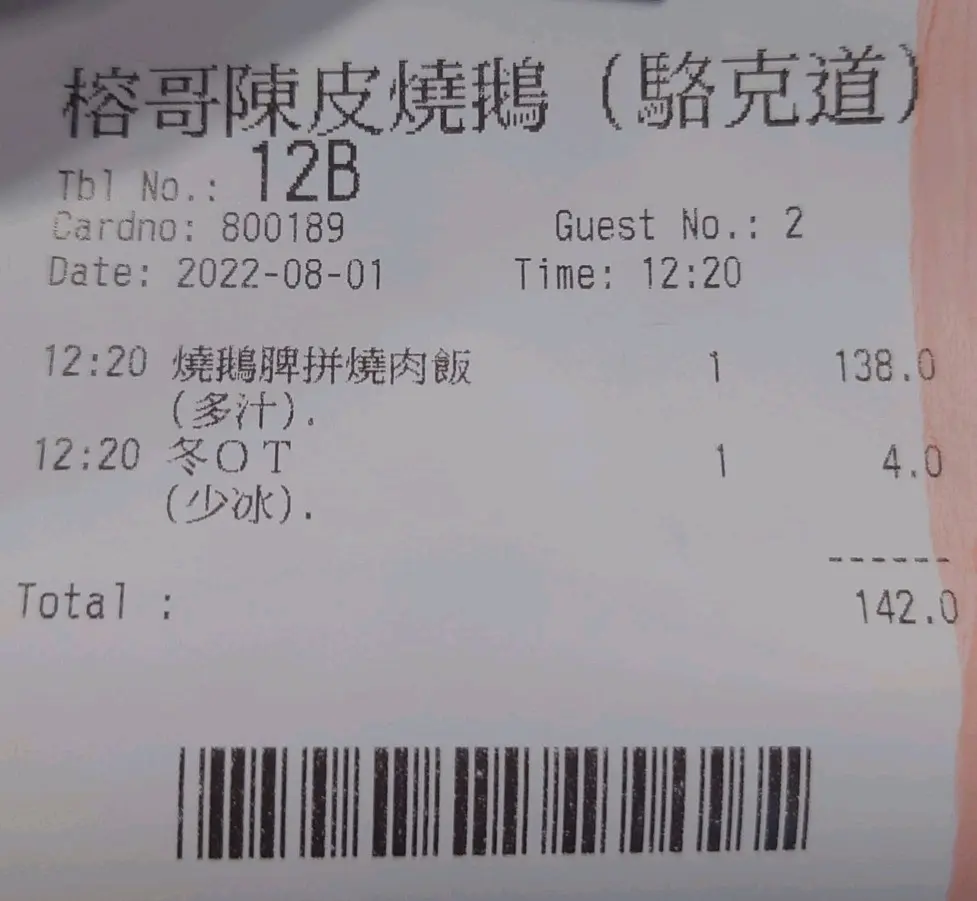 榕哥陳皮燒鵝（駱克道）
Tbl No.: 12B
Cardno: 800189 Guest No.: 2
Date: 2022-08-01 Time: 12:20
12:20 燒鵝脾拼燒肉飯 1 138.0
(多汁).
12:20 冬ＯＴ 1 4.0
(少冰).
------
Total : 142.0